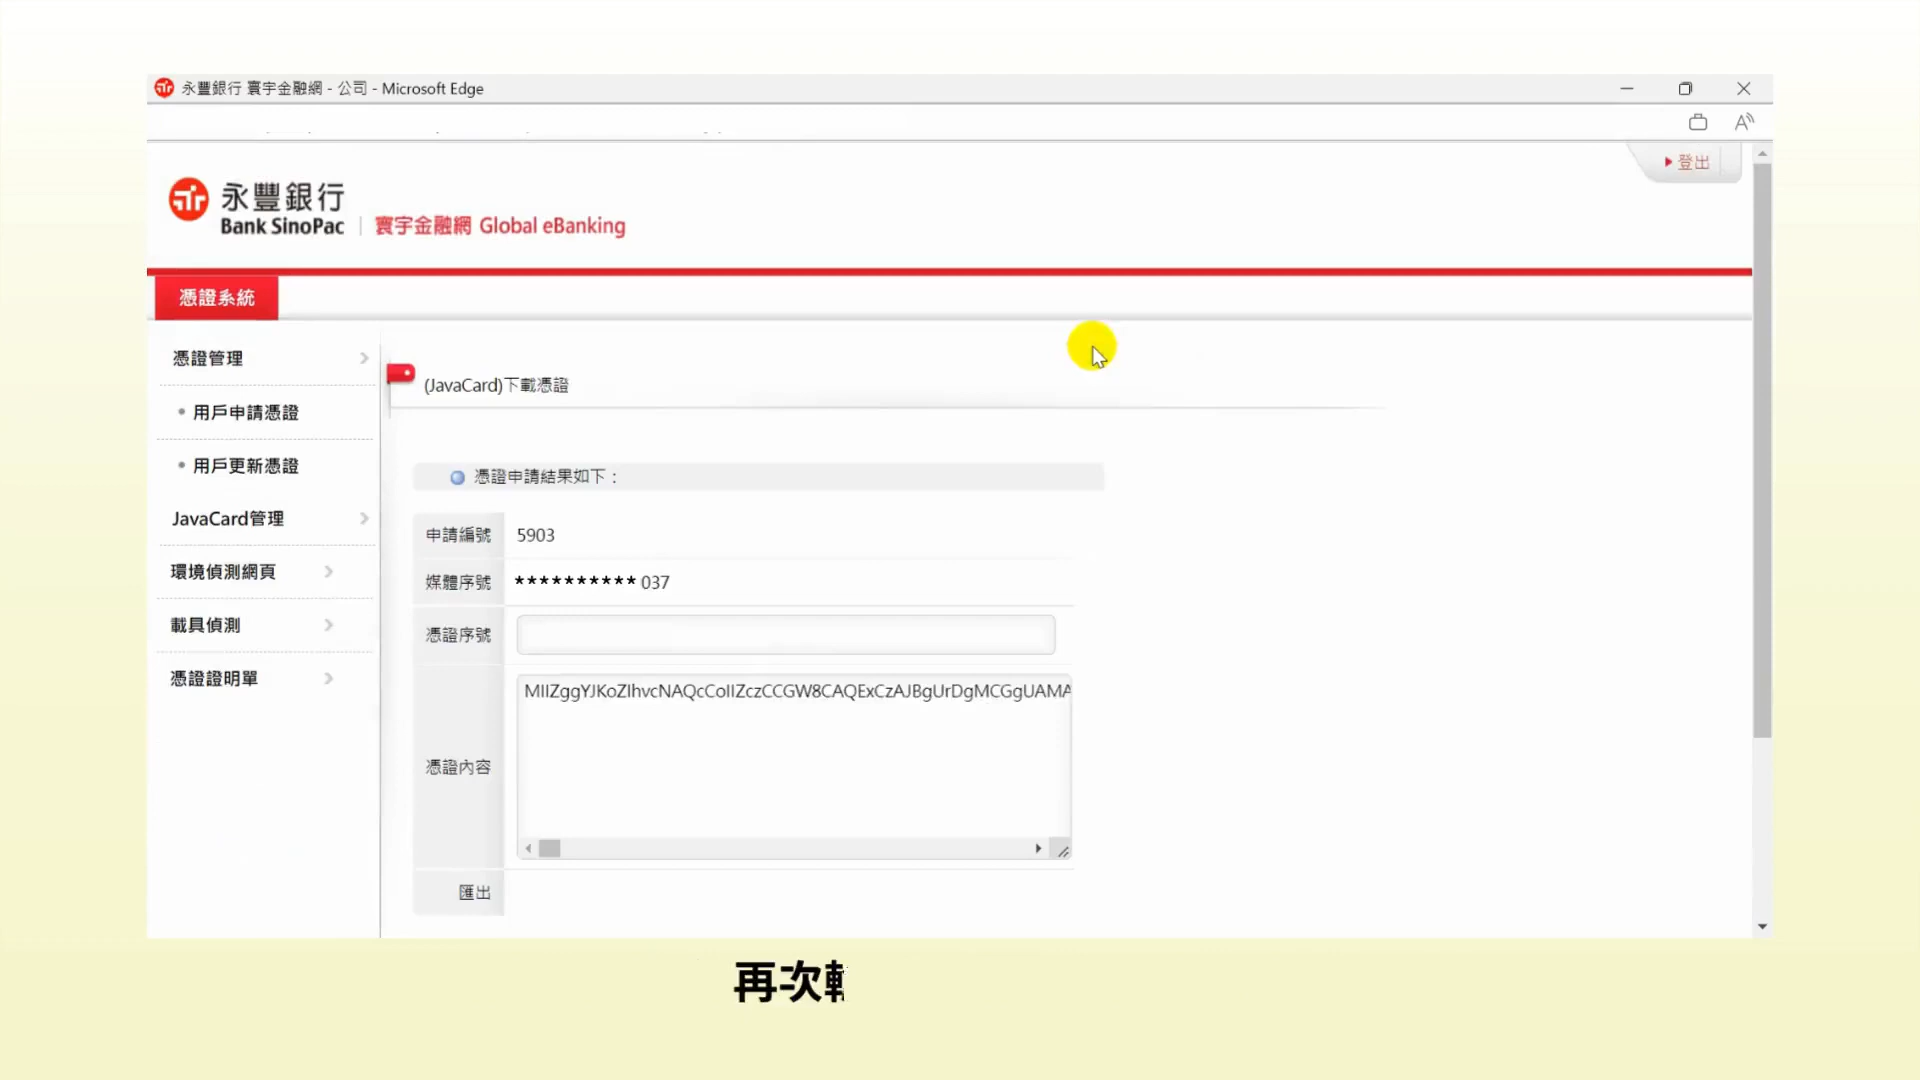 永豐銀行 寰宇金融網 - 公司 - Microsoft Edge
登出
永豐銀行
Bank SinoPac
寰宇金融網 Global eBanking
憑證系統
憑證管理
用戶申請憑證
用戶更新憑證
JavaCard管理
環境偵測網頁
載具偵測
憑證證明單
(JavaCard)下載憑證
憑證申請結果如下：
申請編號 5903
媒體序號 **********037
憑證序號
憑證內容 MIIZggYJKoZIhvcNAQcCoIIZczCCGW8CAQExCzAJBgUrDgMCGgUAMA
匯出
再次